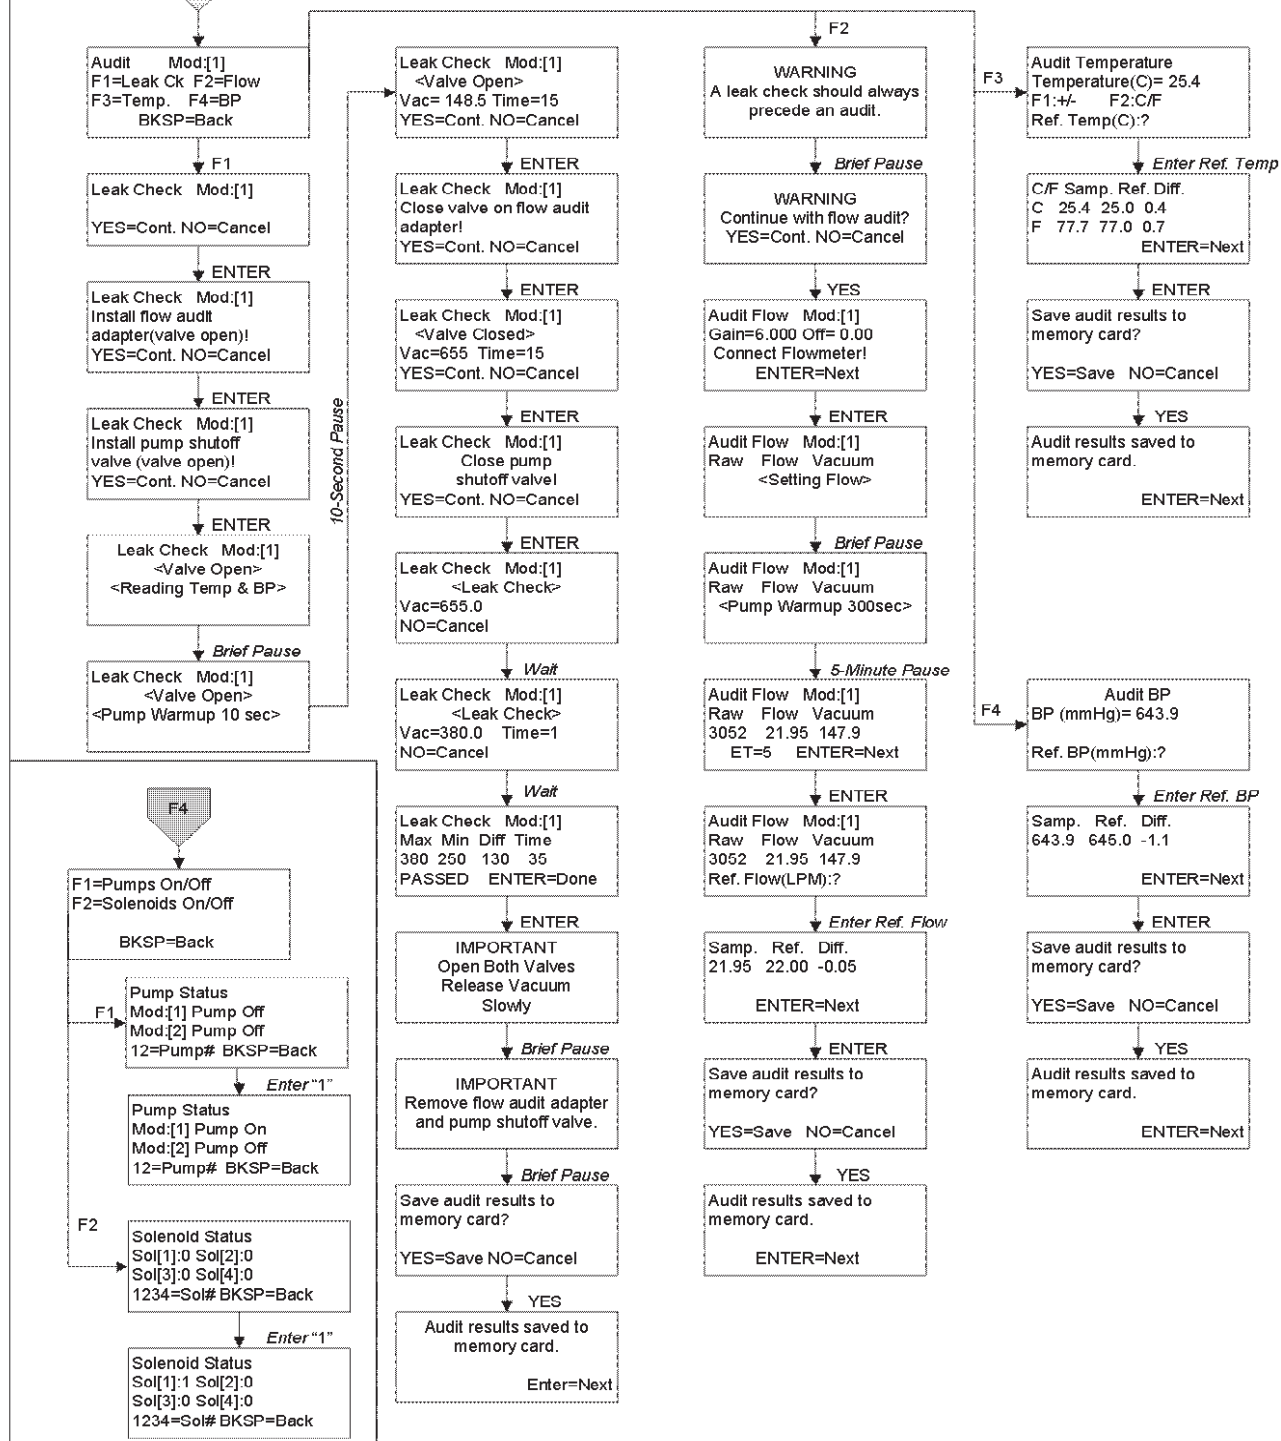 Audit Mod:[1]
F1=Leak Ck F2=Flow
F3=Temp. F4=BP
BKSP=Back
F1
Leak Check Mod:[1]
YES=Cont. NO=Cancel
ENTER
Leak Check Mod:[1]
Install flow audit
adapter(valve open)!
YES=Cont. NO=Cancel
ENTER
Leak Check Mod:[1]
Install pump shutoff
valve (valve open)!
YES=Cont. NO=Cancel
ENTER
Leak Check Mod:[1]
<Valve Open>
<Reading Temp & BP>
Brief Pause
Leak Check Mod:[1]
<Valve Open>
<Pump Warmup 10 sec>
10-Second Pause
Leak Check Mod:[1]
<Valve Open>
Vac= 148.5 Time=15
YES=Cont. NO=Cancel
ENTER
Leak Check Mod:[1]
Close valve on flow audit
adapter!
YES=Cont. NO=Cancel
ENTER
Leak Check Mod:[1]
<Valve Closed>
Vac=655 Time=15
YES=Cont. NO=Cancel
ENTER
Leak Check Mod:[1]
Close pump
shutoff valve!
YES=Cont. NO=Cancel
ENTER
Leak Check Mod:[1]
<Leak Check>
Vac=655.0
NO=Cancel
Wait
Leak Check Mod:[1]
<Leak Check>
Vac=380.0 Time=1
NO=Cancel
Wait
Leak Check Mod:[1]
Max Min Diff Time
380 250 130 35
PASSED ENTER=Done
ENTER
IMPORTANT
Open Both Valves
Release Vacuum
Slowly
Brief Pause
IMPORTANT
Remove flow audit adapter
and pump shutoff valve.
Brief Pause
Save audit results to
memory card?
YES=Save NO=Cancel
YES
Audit results saved to
memory card.
Enter=Next
F2
WARNING
A leak check should always
precede an audit.
Brief Pause
WARNING
Continue with flow audit?
YES=Cont. NO=Cancel
YES
Audit Flow Mod:[1]
Gain=6.000 Off= 0.00
Connect Flowmeter!
ENTER=Next
ENTER
Audit Flow Mod:[1]
Raw Flow Vacuum
<Setting Flow>
Brief Pause
Audit Flow Mod:[1]
Raw Flow Vacuum
<Pump Warmup 300sec>
5-Minute Pause
Audit Flow Mod:[1]
Raw Flow Vacuum
3052 21.95 147.9
ET=5 ENTER=Next
ENTER
Audit Flow Mod:[1]
Raw Flow Vacuum
3052 21.95 147.9
Ref. Flow(LPM):?
Enter Ref. Flow
Samp. Ref. Diff.
21.95 22.00 -0.05
ENTER=Next
ENTER
Save audit results to
memory card?
YES=Save NO=Cancel
YES
Audit results saved to
memory card.
ENTER=Next
F3
Audit Temperature
Temperature(C)= 25.4
F1:+/- F2:C/F
Ref. Temp(C):?
Enter Ref. Temp
C/F Samp. Ref. Diff.
C 25.4 25.0 0.4
F 77.7 77.0 0.7
ENTER=Next
ENTER
Save audit results to
memory card?
YES=Save NO=Cancel
YES
Audit results saved to
memory card.
ENTER=Next
F4
Audit BP
BP (mmHg)= 643.9
Ref. BP(mmHg):?
Enter Ref. BP
Samp. Ref. Diff.
643.9 645.0 -1.1
ENTER=Next
ENTER
Save audit results to
memory card?
YES=Save NO=Cancel
YES
Audit results saved to
memory card.
ENTER=Next
F4
F1=Pumps On/Off
F2=Solenoids On/Off
BKSP=Back
F1
Pump Status
Mod:[1] Pump Off
Mod:[2] Pump Off
12=Pump# BKSP=Back
Enter "1"
Pump Status
Mod:[1] Pump On
Mod:[2] Pump Off
12=Pump# BKSP=Back
F2
Solenoid Status
Sol[1]:0 Sol[2]:0
Sol[3]:0 Sol[4]:0
1234=Sol# BKSP=Back
Enter "1"
Solenoid Status
Sol[1]:1 Sol[2]:0
Sol[3]:0 Sol[4]:0
1234=Sol# BKSP=Back